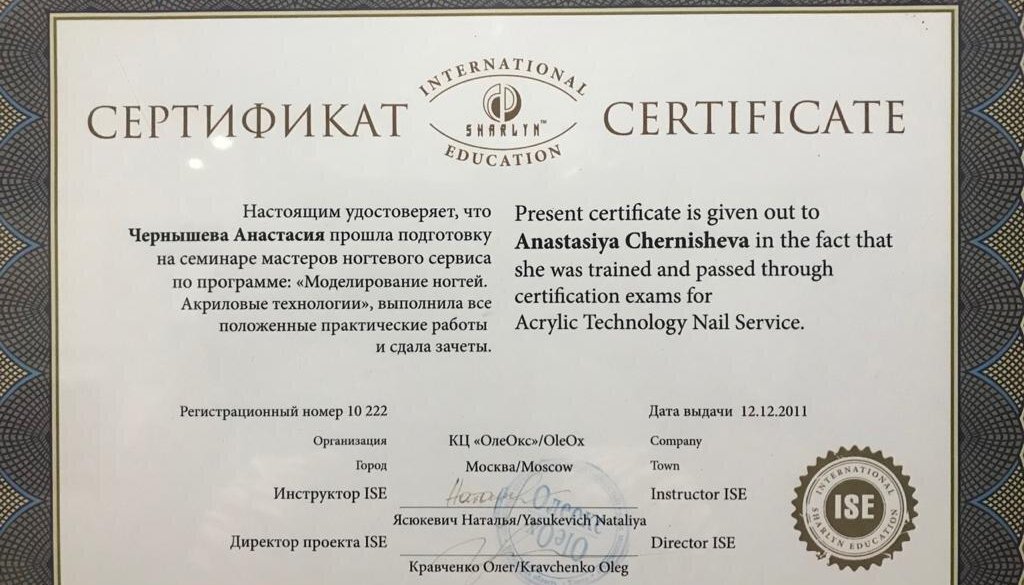 СЕРТИФИКАТ
INTERNATIONAL
SHARLYN™
EDUCATION
CERTIFICATE
Настоящим удостоверяет, что
Чернышева Анастасия прошла подготовку
на семинаре мастеров ногтевого сервиса
по программе: «Моделирование ногтей.
Акриловые технологии», выполнила все
положенные практические работы
и сдала зачеты.
Present certificate is given out to
Anastasiya Chernisheva in the fact that
she was trained and passed through
certification exams for
Acrylic Technology Nail Service.
Регистрационный номер 10 222
Дата выдачи 12.12.2011
Организация КЦ «ОлеОкс»/OleOx Company
Город Москва/Moscow Town
Инструктор ISE Instructor ISE
Ясюкевич Наталья/Yasukevich Nataliya
Директор проекта ISE Director ISE
Кравченко Олег/Kravchenko Oleg
Олеокс
OleOx
INTERNATIONAL
ISE
SHARLYN EDUCATION